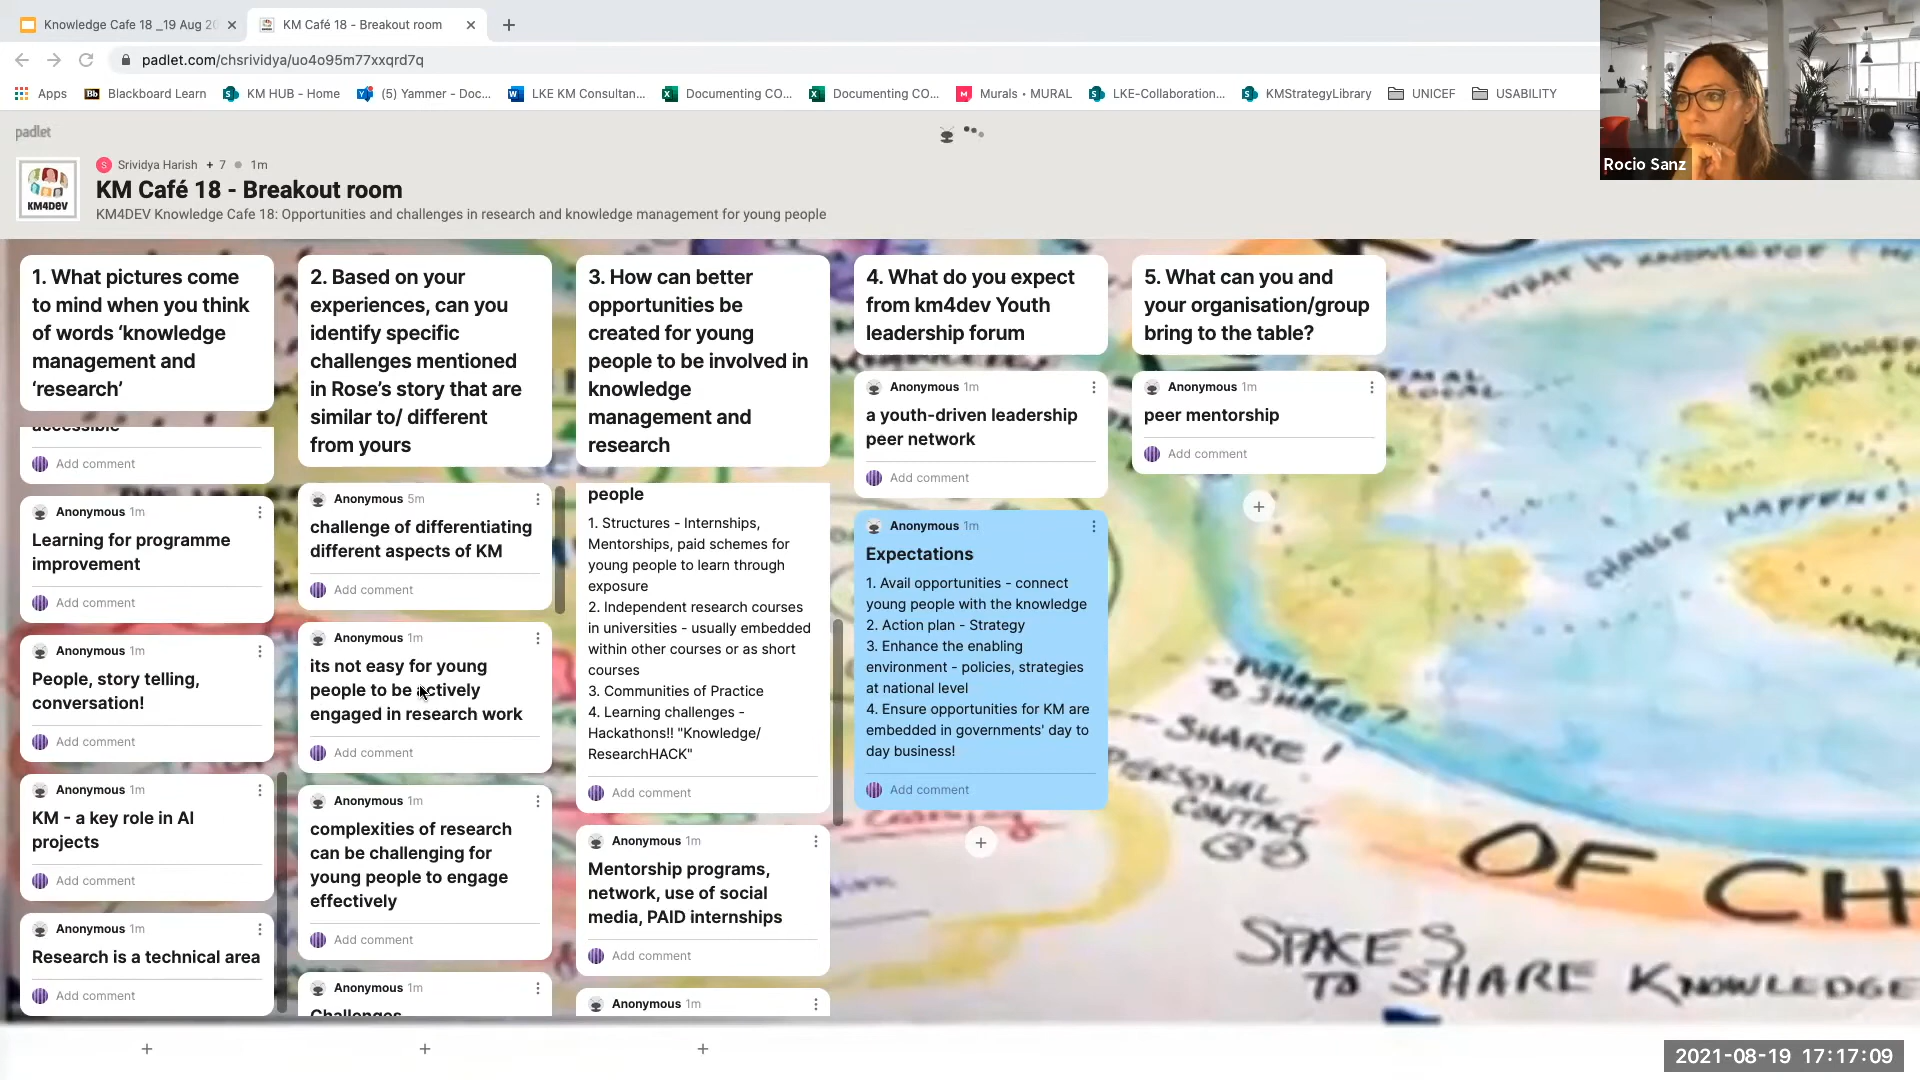 Knowledge Cafe 18 _19 Aug 20
KM Café 18 - Breakout room
padlet.com/chsrividya/uo4o95m77xxqrd7q
Apps
Blackboard Learn
KM HUB - Home
(5) Yammer - Doc...
LKE KM Consultan...
Documenting CO...
Documenting CO...
Murals • MURAL
LKE-Collaboration...
KMStrategyLibrary
UNICEF
USABILITY
Rocio Sanz
padlet
KM4DEV
Srividya Harish + 7 1m
KM Café 18 - Breakout room
KM4DEV Knowledge Cafe 18: Opportunities and challenges in research and knowledge management for young people
1. What pictures come
to mind when you think
of words ‘knowledge
management and
‘research’
accessible
Add comment
Anonymous 1m
Learning for programme
improvement
Add comment
Anonymous 1m
People, story telling,
conversation!
Add comment
Anonymous 1m
KM - a key role in AI
projects
Add comment
Anonymous 1m
Research is a technical area
Add comment
2. Based on your
experiences, can you
identify specific
challenges mentioned
in Rose’s story that are
similar to/ different
from yours
Anonymous 5m
challenge of differentiating
different aspects of KM
Add comment
Anonymous 1m
its not easy for young
people to be actively
engaged in research work
Add comment
Anonymous 1m
complexities of research
can be challenging for
young people to engage
effectively
Add comment
Anonymous 1m
Challenges
3. How can better
opportunities be
created for young
people to be involved in
knowledge
management and
research
people
1. Structures - Internships,
Mentorships, paid schemes for
young people to learn through
exposure
2. Independent research courses
in universities - usually embedded
within other courses or as short
courses
3. Communities of Practice
4. Learning challenges -
Hackathons!! "Knowledge/
ResearchHACK"
Add comment
Anonymous 1m
Mentorship programs,
network, use of social
media, PAID internships
Add comment
Anonymous 1m
4. What do you expect
from km4dev Youth
leadership forum
Anonymous 1m
a youth-driven leadership
peer network
Add comment
Anonymous 1m
Expectations
1. Avail opportunities - connect
young people with the knowledge
2. Action plan - Strategy
3. Enhance the enabling
environment - policies, strategies
at national level
4. Ensure opportunities for KM are
embedded in governments' day to
day business!
Add comment
5. What can you and
your organisation/group
bring to the table?
Anonymous 1m
peer mentorship
Add comment
WHAT IS KNOWLEDGE
CHANGE HAPPENS!
WHAT
TO SHARE?
SHARE!
PERSONAL
CONTACT
OF CH
SPACES
TO SHARE KNOWLEDGE
2021-08-19 17:17:09